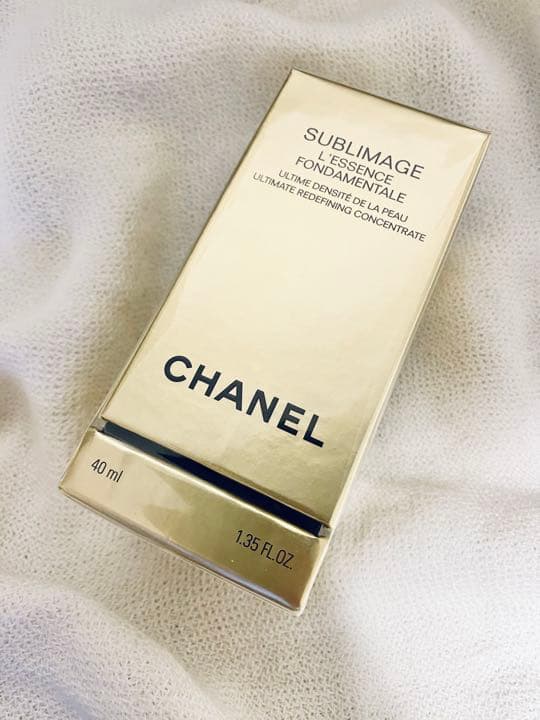 SUBLIMAGE
L'ESSENCE
FONDAMENTALE
ULTIME DENSITÉ DE LA PEAU
ULTIMATE REDEFINING CONCENTRATE
CHANEL
40 ml
1.35 FL.OZ.